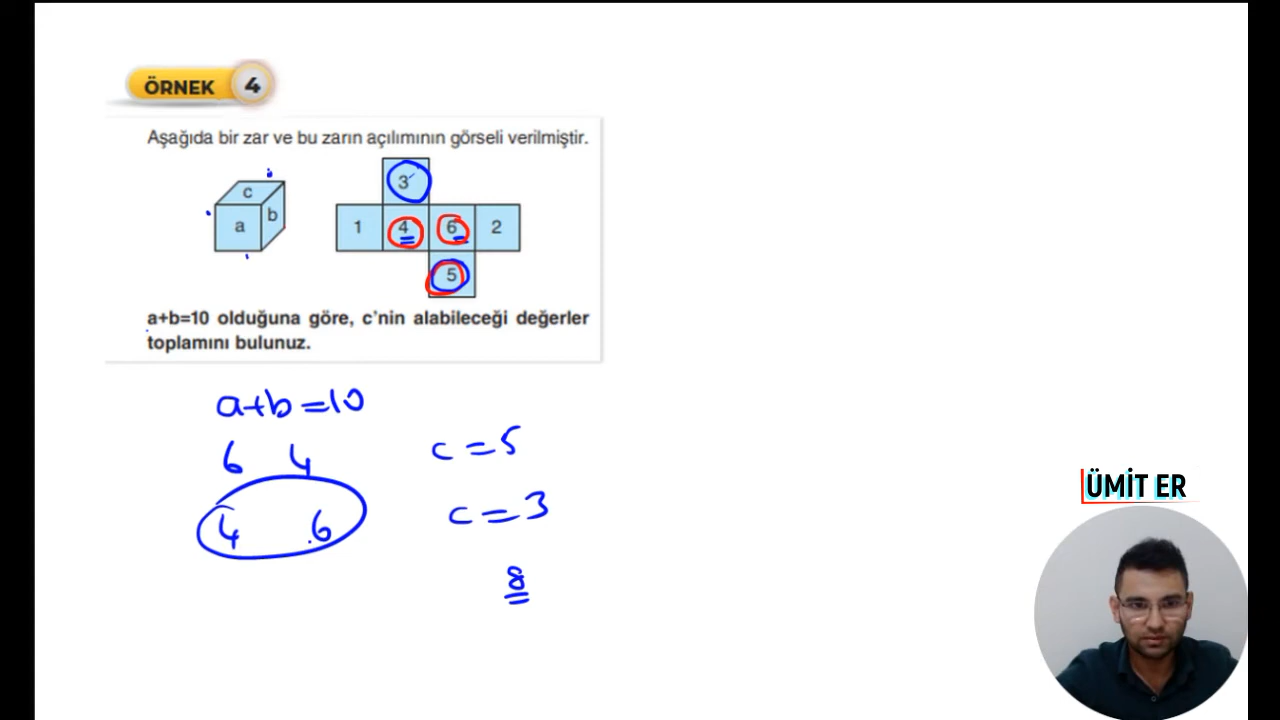 ÖRNEK 4
Aşağıda bir zar ve bu zarın açılımının görseli verilmiştir.
c
a
b
3
1 4 6 2
5
a+b=10 olduğuna göre, c'nin alabileceği değerler
toplamını bulunuz.
a+b=10
6 4
c=5
4 6
c=3
8
ÜMİT ER